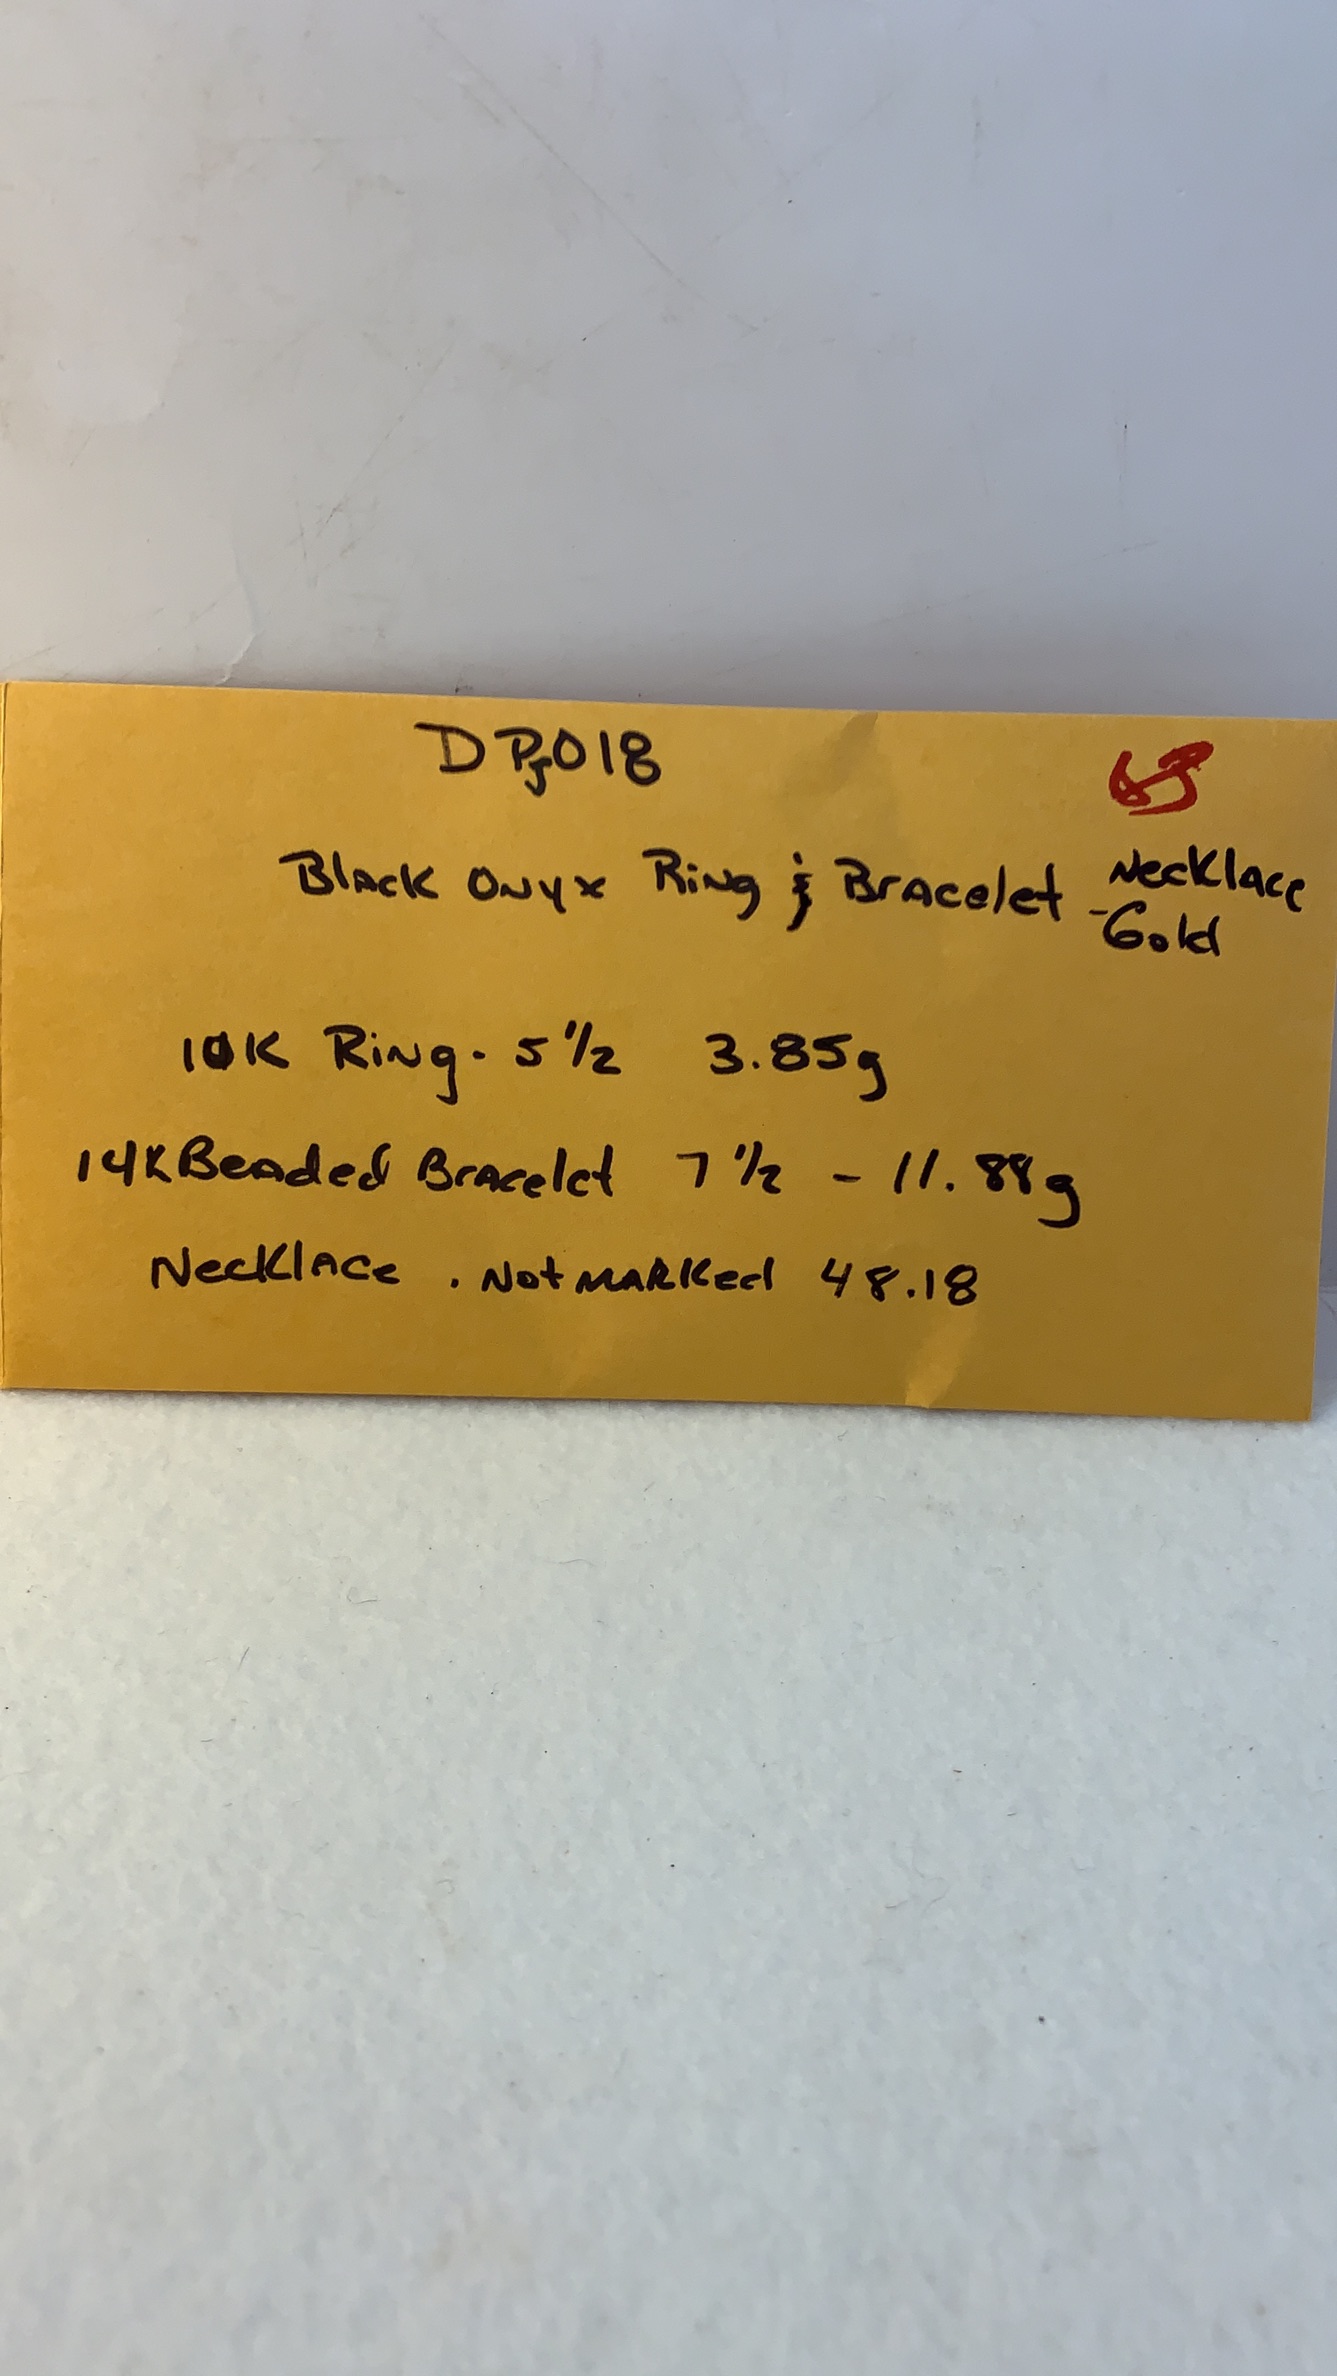 DPJ018
Black Onyx Ring & Bracelet Necklace
- Gold
10K Ring - 5 1/2 3.85g
14K Beaded Bracelet 7 1/2 - 11.88g
Necklace . Not marked 48.18